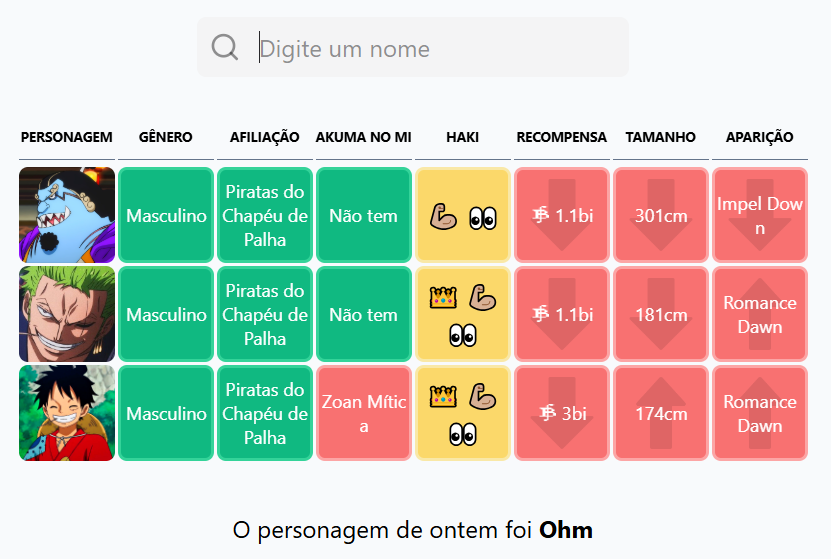 Digite um nome
PERSONAGEM GÊNERO AFILIAÇÃO AKUMA NO MI HAKI RECOMPENSA TAMANHO APARIÇÃO
Masculino
Piratas do
Chapéu de
Palha
Não tem
1.1bi
301cm
Impel Dow
n
Masculino
Piratas do
Chapéu de
Palha
Não tem
1.1bi
181cm
Romance
Dawn
Masculino
Piratas do
Chapéu de
Palha
Zoan Mític
a
3bi
174cm
Romance
Dawn
O personagem de ontem foi Ohm